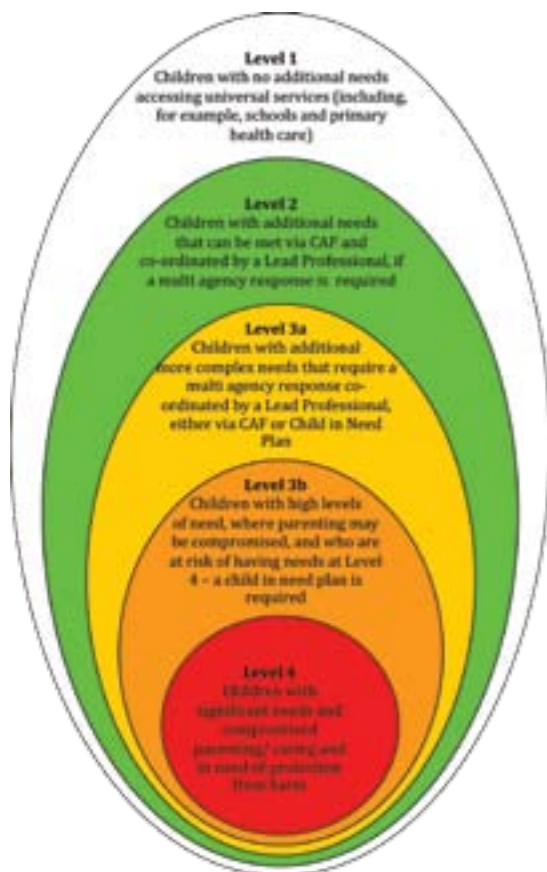 Level 1
Children with no additional needs
accessing universal services (including,
for example, schools and primary
health care)
Level 2
Children with additional needs
that can be met via CAF and
co-ordinated by a Lead Professional, if
a multi agency response is required
Level 3a
Children with additional
more complex needs that require a
multi agency response co-
ordinated by a Lead Professional,
either via CAF or Child in Need
Plan
Level 3b
Children with high levels
of need, where parenting may
be compromised, and who are
at risk of having needs at Level
4 – a child in need plan is
required
Level 4
Children with
significant needs and
compromised
parenting/ caring and
in need of protection
from harm